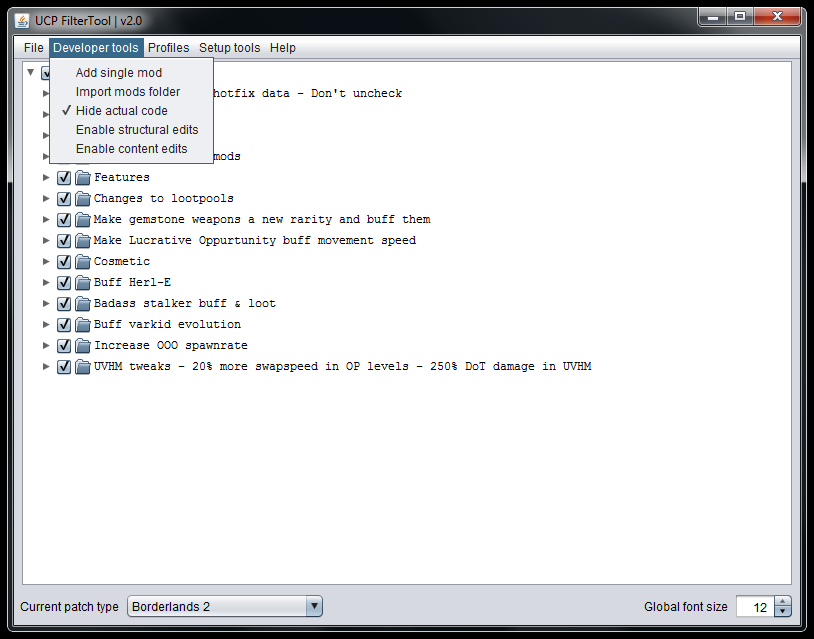 UCP FilterTool | v2.0
File Developer tools Profiles Setup tools Help
Add single mod
Import mods folder
Hide actual code
Enable structural edits
Enable content edits
hotfix data - Don't uncheck
mods
Features
Changes to lootpools
Make gemstone weapons a new rarity and buff them
Make Lucrative Oppurtunity buff movement speed
Cosmetic
Buff Herl-E
Badass stalker buff & loot
Buff varkid evolution
Increase OOO spawnrate
UVHM tweaks - 20% more swapspeed in OP levels - 250% DoT damage in UVHM
Current patch type Borderlands 2 Global font size 12